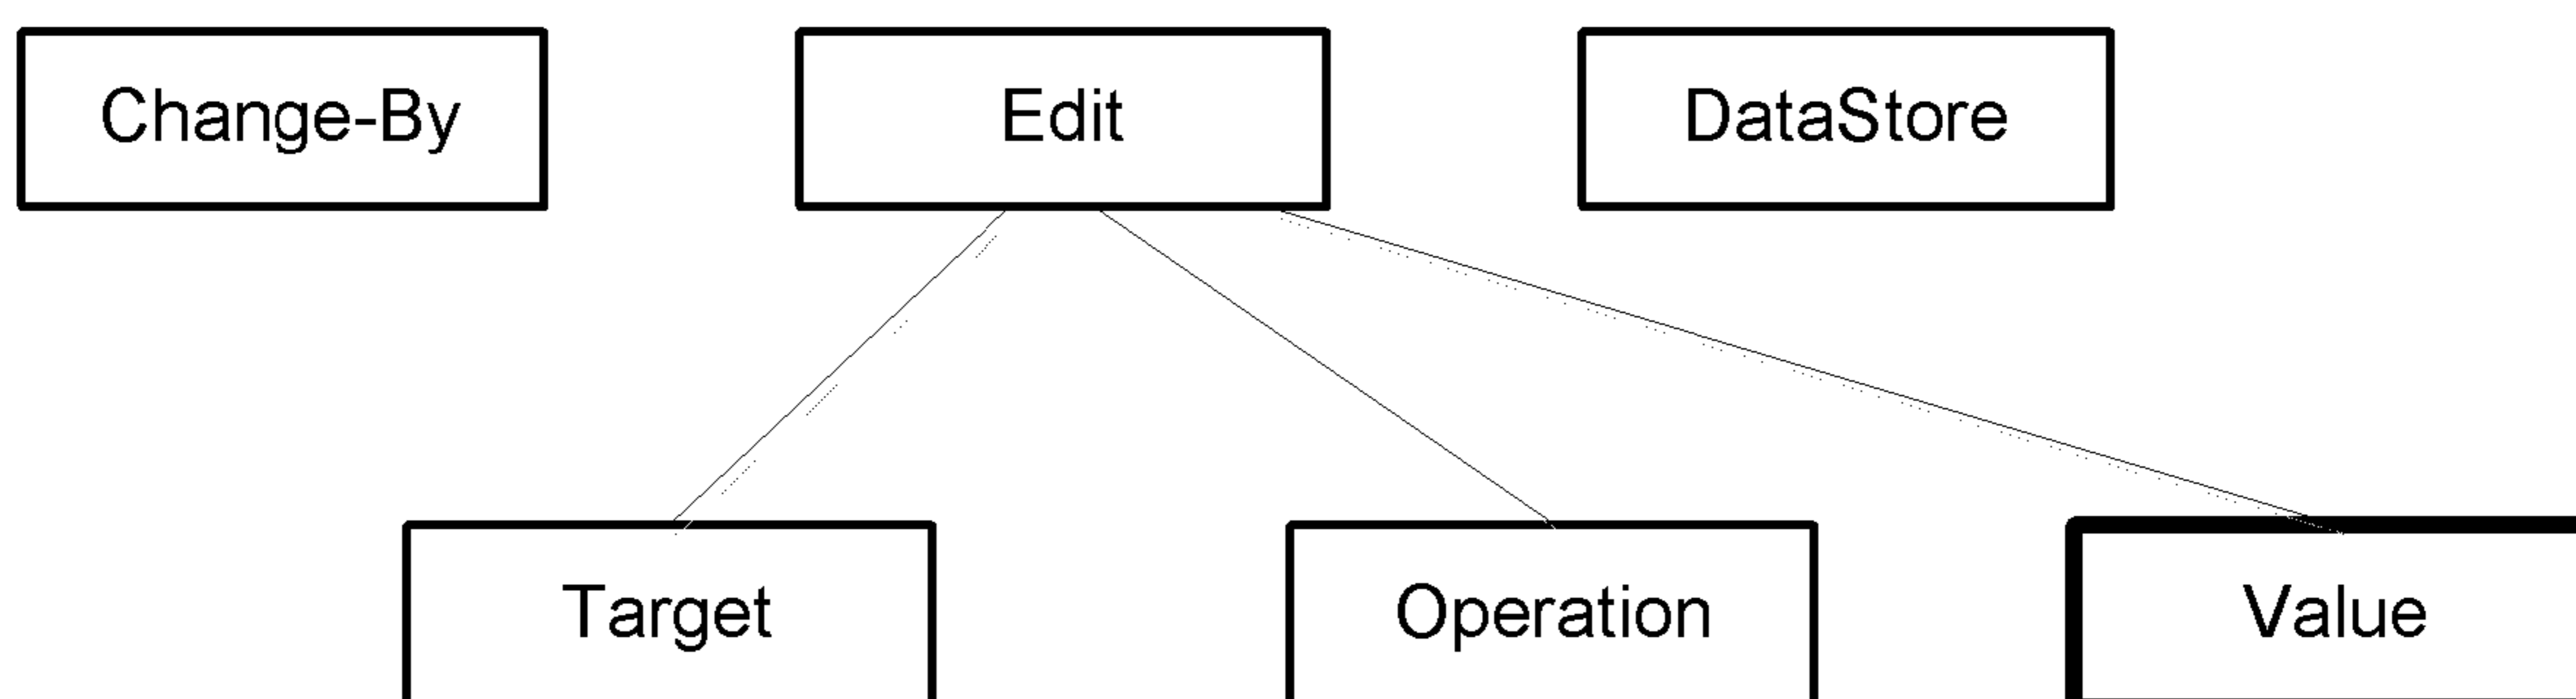 Change-By
Edit
DataStore
Target
Operation
Value